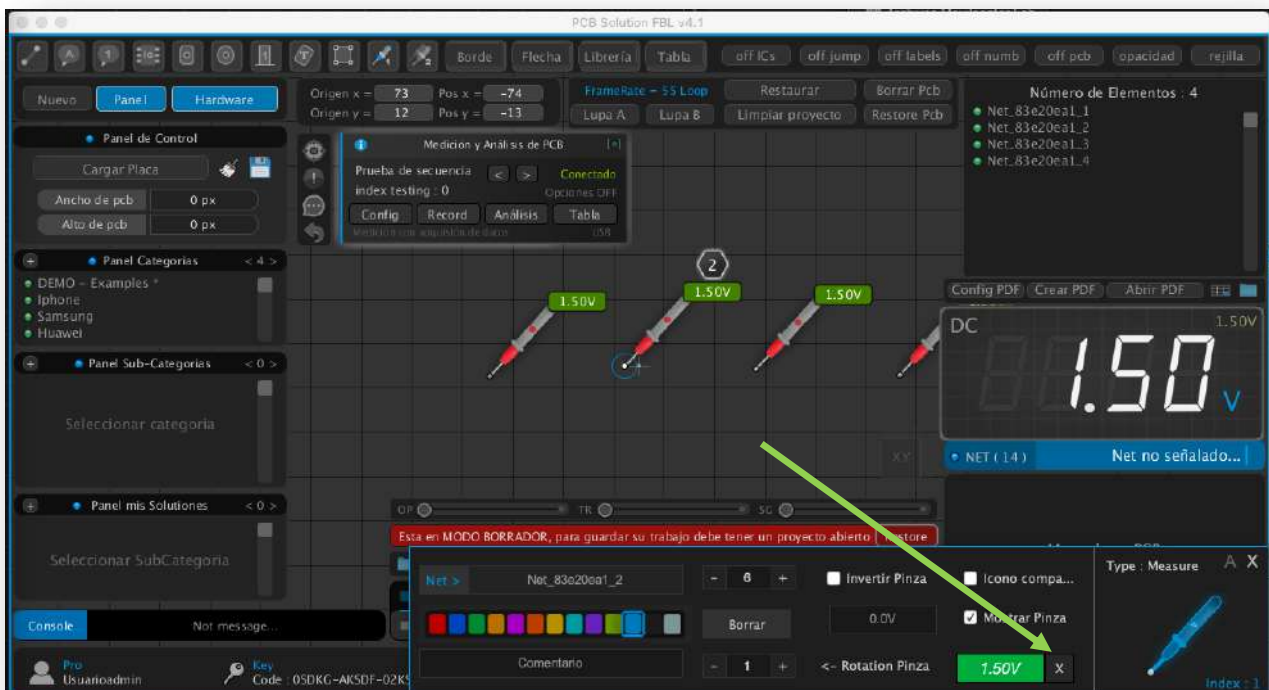 PCB Solution FBL v4.1
Borde Flecha Librería Tabla off ICs off jump off labels off numb off pcb opacidad rejilla
Nuevo Panel Hardware
Origen x = 73 Pos x = -74
Origen y = 12 Pos y = -13
FrameRate - 55 Loop Restaurar Borrar Pcb
Lupa A Lupa B Limpiar proyecto Restore Pcb
Número de Elementos : 4
Net_83e20ea1_1
Net_83e20ea1_2
Net_83e20ea1_3
Net_83e20ea1_4
Panel de Control
Cargar Placa
Ancho de pcb 0 px
Alto de pcb 0 px
Medición y Análisis de PCB
Prueba de secuencia < > Conectado
index testing : 0 Opciones OFF
Config Record Análisis Tabla
USB
Panel Categorias < 4 >
DEMO - Examples *
Iphone
Samsung
Huawei
2
1.50V 1.50V 1.50V
Config PDF Crear PDF Abrir PDF
DC 1.50V
1.50 V
Panel Sub-Categorias < 0 >
Seleccionar categoria
XY
NET ( 14 ) Net no señalado...
Panel mis Solutiones < 0 >
Seleccionar SubCategoria
OP TR SG
Esta en MODO BORRADOR, para guardar su trabajo debe tener un proyecto abierto
Net > Net_83e20ea1_2 - 6 + Invertir Pinza Icono compa... Type : Measure A X
Borrar 0.0V Mostrar Pinza
Comentario - 1 + <- Rotation Pinza 1.50V X
Index : 1
Console Not message...
Pro
Usuarioadmin
Key
Code : 0SDKG-AKSDF-02KS